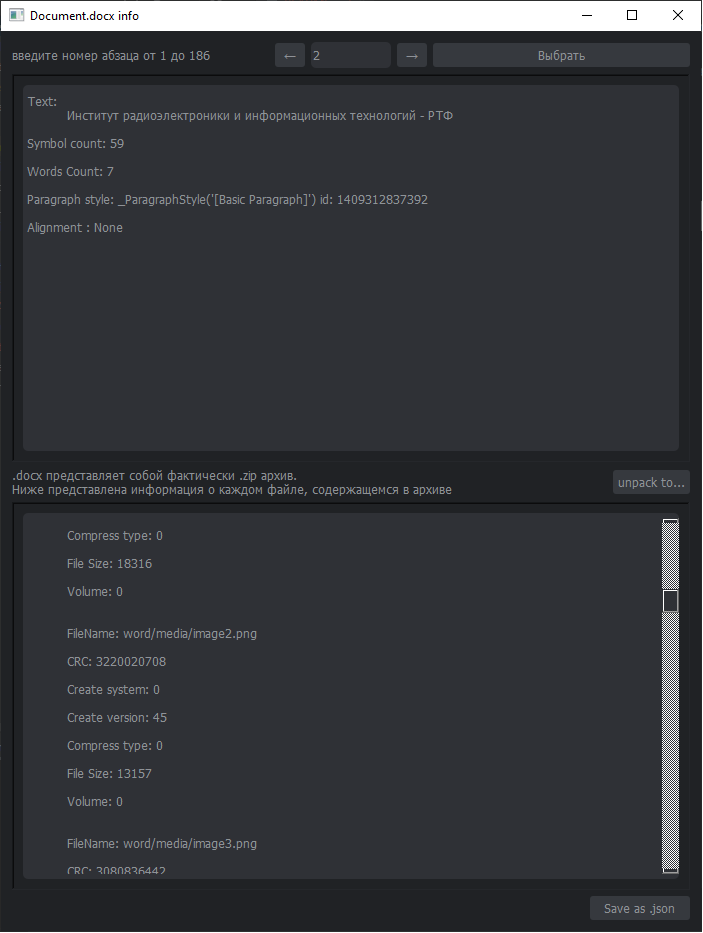 Document.docx info
введите номер абзаца от 1 до 186 ← 2 → Выбрать
Text:
Институт радиоэлектроники и информационных технологий - РТФ
Symbol count: 59
Words Count: 7
Paragraph style: _ParagraphStyle('[Basic Paragraph]') id: 1409312837392
Alignment : None
.docx представляет собой фактически .zip архив.
Ниже представлена информация о каждом файле, содержащемся в архиве
unpack to...
Compress type: 0
File Size: 18316
Volume: 0
FileName: word/media/image2.png
CRC: 3220020708
Create system: 0
Create version: 45
Compress type: 0
File Size: 13157
Volume: 0
FileName: word/media/image3.png
CRC: 3080836442
Save as .json